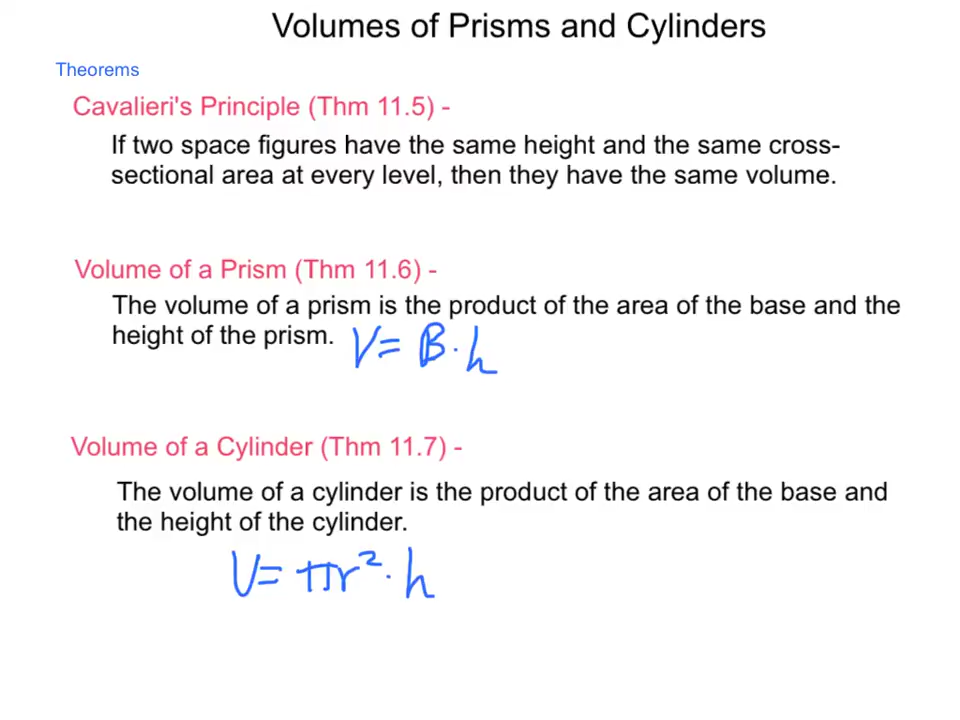 Volumes of Prisms and Cylinders
Theorems
Cavalieri's Principle (Thm 11.5) -
If two space figures have the same height and the same cross-
sectional area at every level, then they have the same volume.
Volume of a Prism (Thm 11.6) -
The volume of a prism is the product of the area of the base and the
height of the prism. V = B · h
Volume of a Cylinder (Thm 11.7) -
The volume of a cylinder is the product of the area of the base and
the height of the cylinder.
V = πr² · h